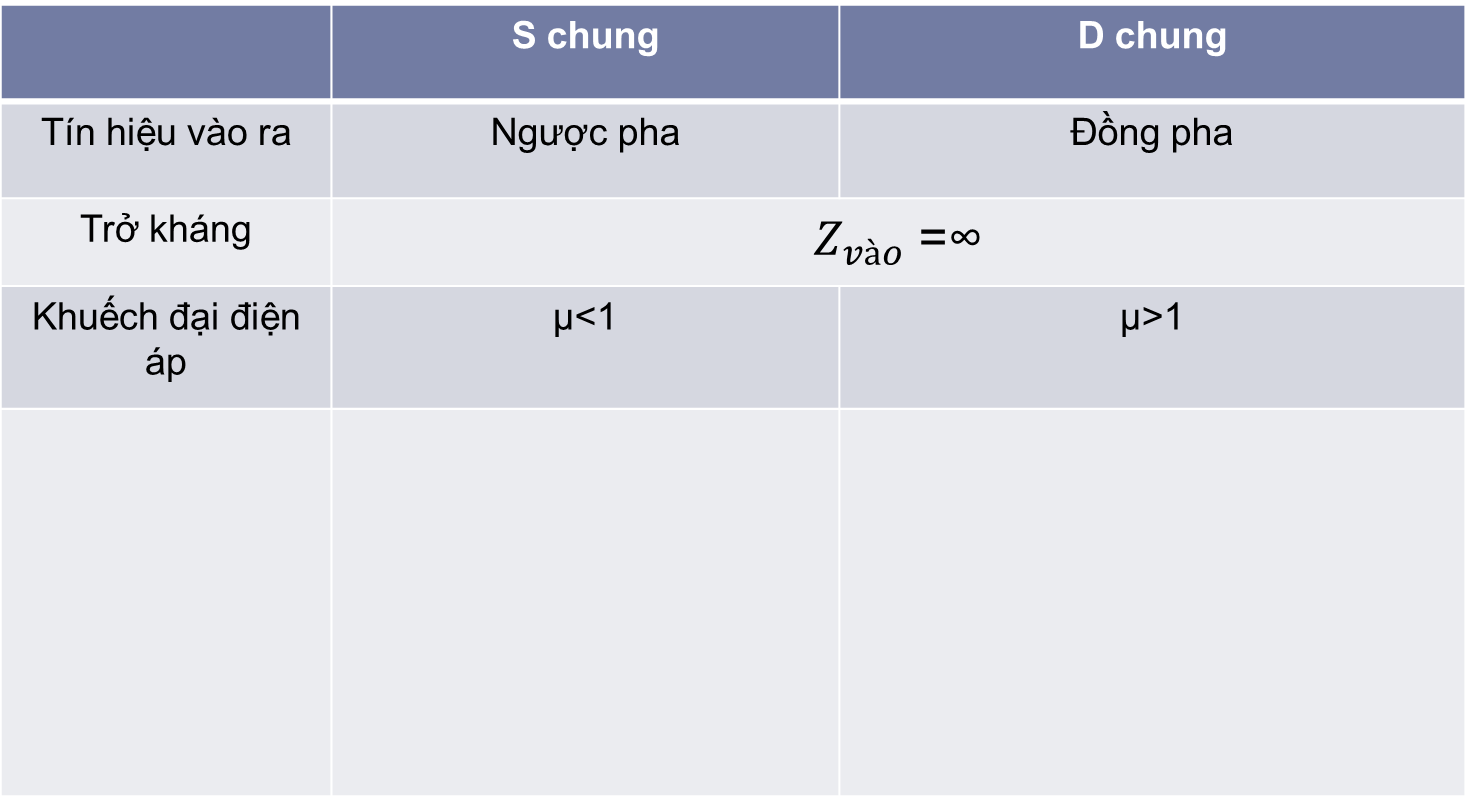 S chung
D chung
Tín hiệu vào ra
Ngược pha
Đồng pha
Trở kháng
Z_vào =∞
Khuếch đại điện
áp
μ<1
μ>1